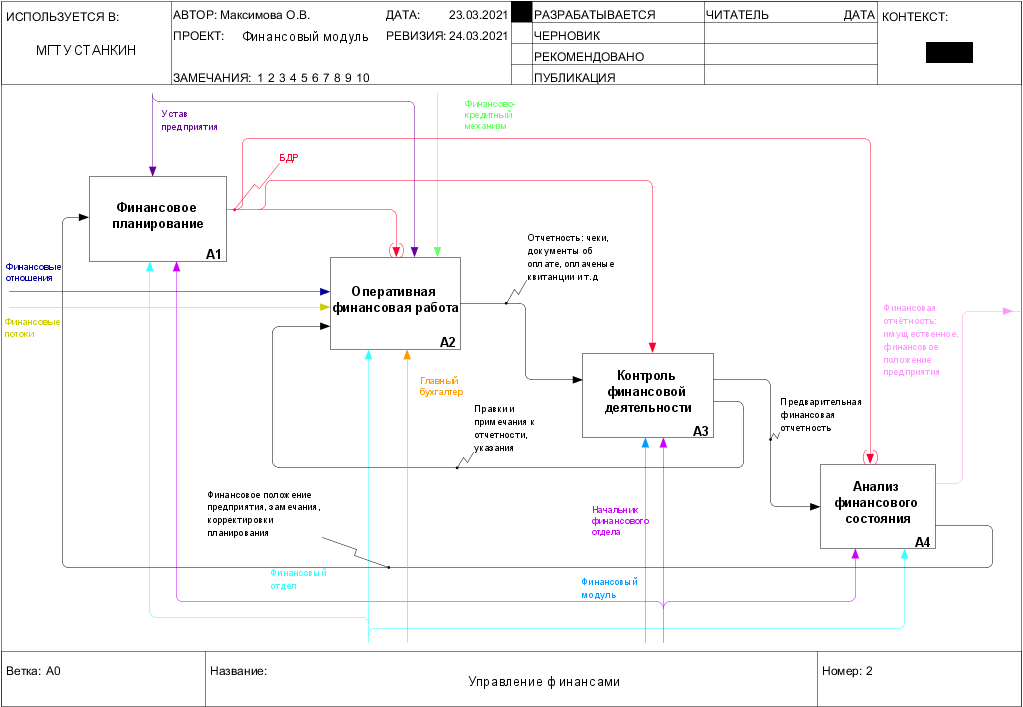 ИСПОЛЬЗУЕТСЯ В:
МГТУ СТАНКИН
АВТОР: Максимова О.В.
ДАТА: 23.03.2021
ПРОЕКТ: Финансовый модуль
РЕВИЗИЯ: 24.03.2021
ЗАМЕЧАНИЯ: 1 2 3 4 5 6 7 8 9 10
РАЗРАБАТЫВАЕТСЯ
ЧЕРНОВИК
РЕКОМЕНДОВАНО
ПУБЛИКАЦИЯ
ЧИТАТЕЛЬ
ДАТА
КОНТЕКСТ:
Устав
предприятия
Финансово-
кредитный
механизм
БДР
Финансовое
планирование
A1
Финансовые
отношения
Финансовые
потоки
Оперативная
финансовая работа
A2
Отчетность: чеки,
документы об
оплате, оплаченые
квитанции и т.д
Финансовая
отчётность:
имущественное,
финансовое
положение
предприятия
Главный
бухгалтер
Контроль
финансовой
деятельности
A3
Правки и
примечания к
отчетности,
указания
Предварительная
финансовая
отчетность
Анализ
финансового
состояния
A4
Финансовое положение
предприятия, замечания,
корректировки
планирования
Начальник
финансового
отдела
Финансовый
отдел
Финансовый
модуль
Ветка: A0
Название:
Управление финансами
Номер: 2